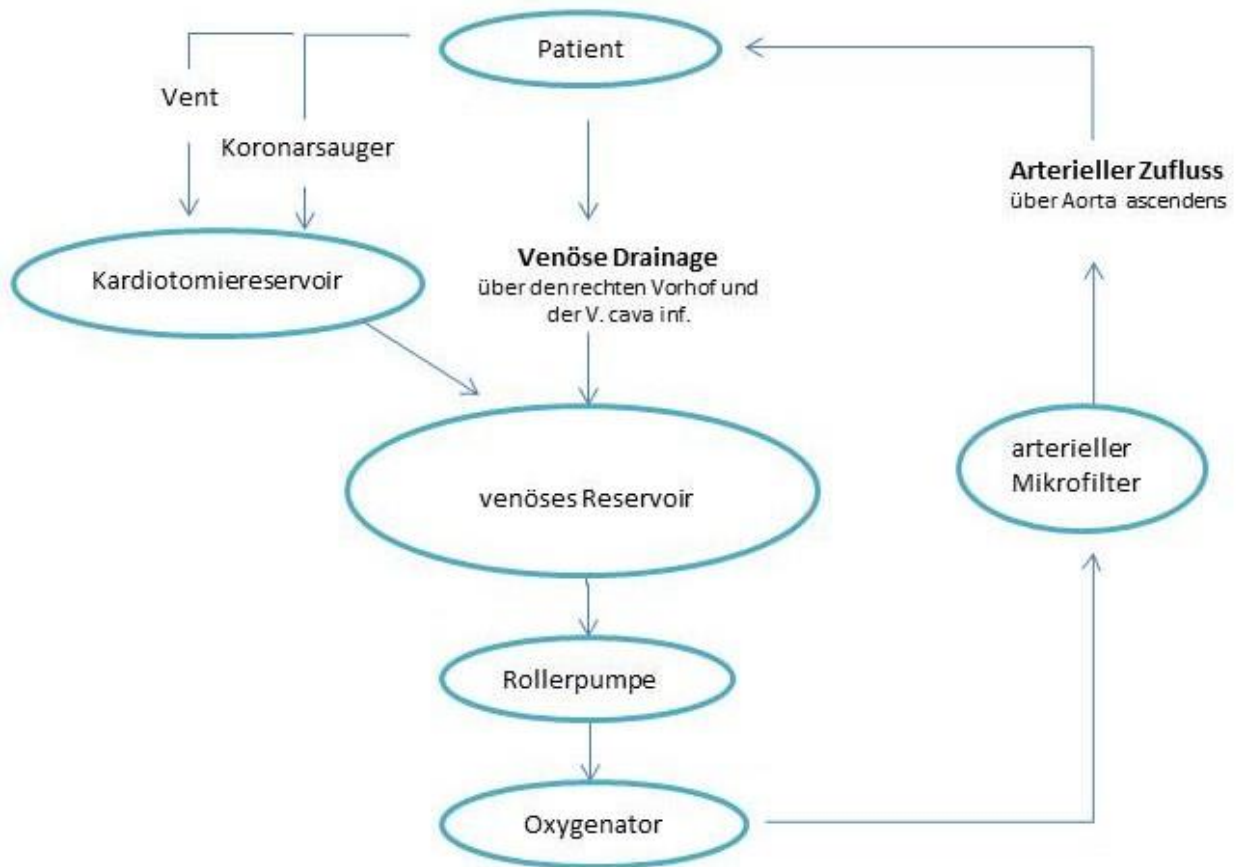 Patient
Vent
Koronarsauger
Arterieller Zufluss
über Aorta ascendens
Kardiotomiereservoir
Venöse Drainage
über den rechten Vorhof und
der V. cava inf.
venöses Reservoir
arterieller
Mikrofilter
Rollerpumpe
Oxygenator